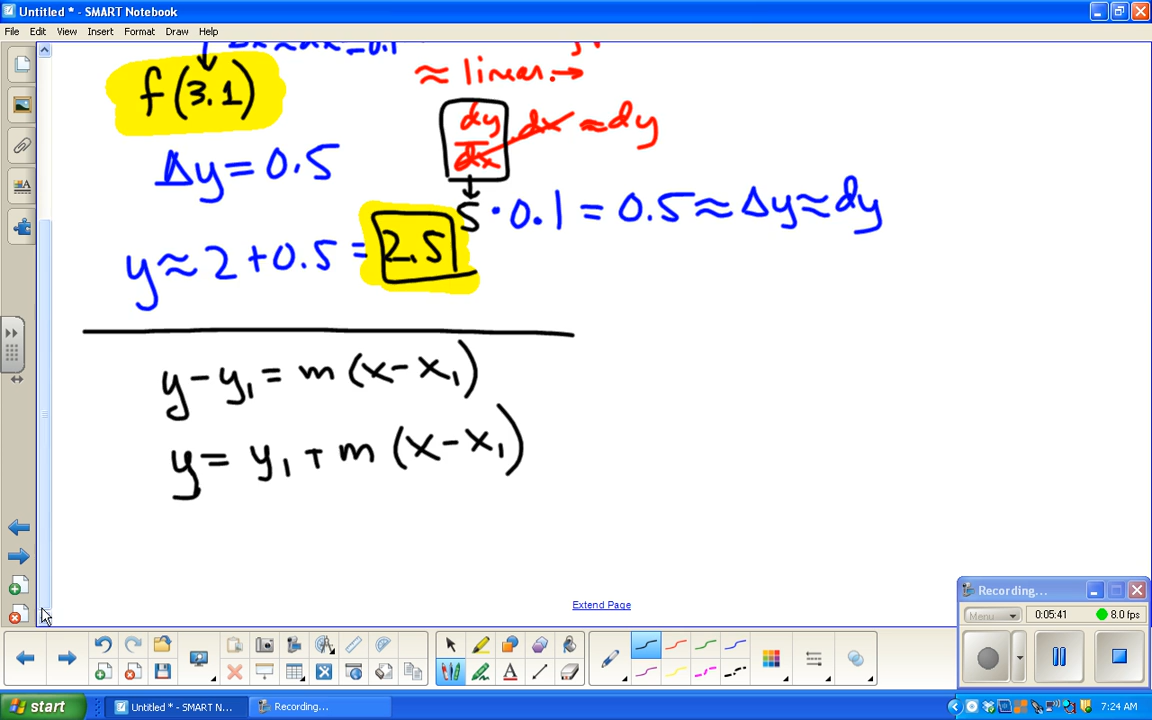 Untitled * - SMART Notebook
File Edit View Insert Format Draw Tools Help
f(3.1)
≈ linear. →
dy/dx · dx ≈ dy
Δy = 0.5
5 · 0.1 = 0.5 ≈ Δy ≈ dy
y ≈ 2 + 0.5 = 2.5
y - y₁ = m (x - x₁)
y = y₁ + m (x - x₁)
Extend Page
Recording...
Menu
0:05:41
8.0 fps
start
Untitled * - SMART N...
Recording...
7:24 AM